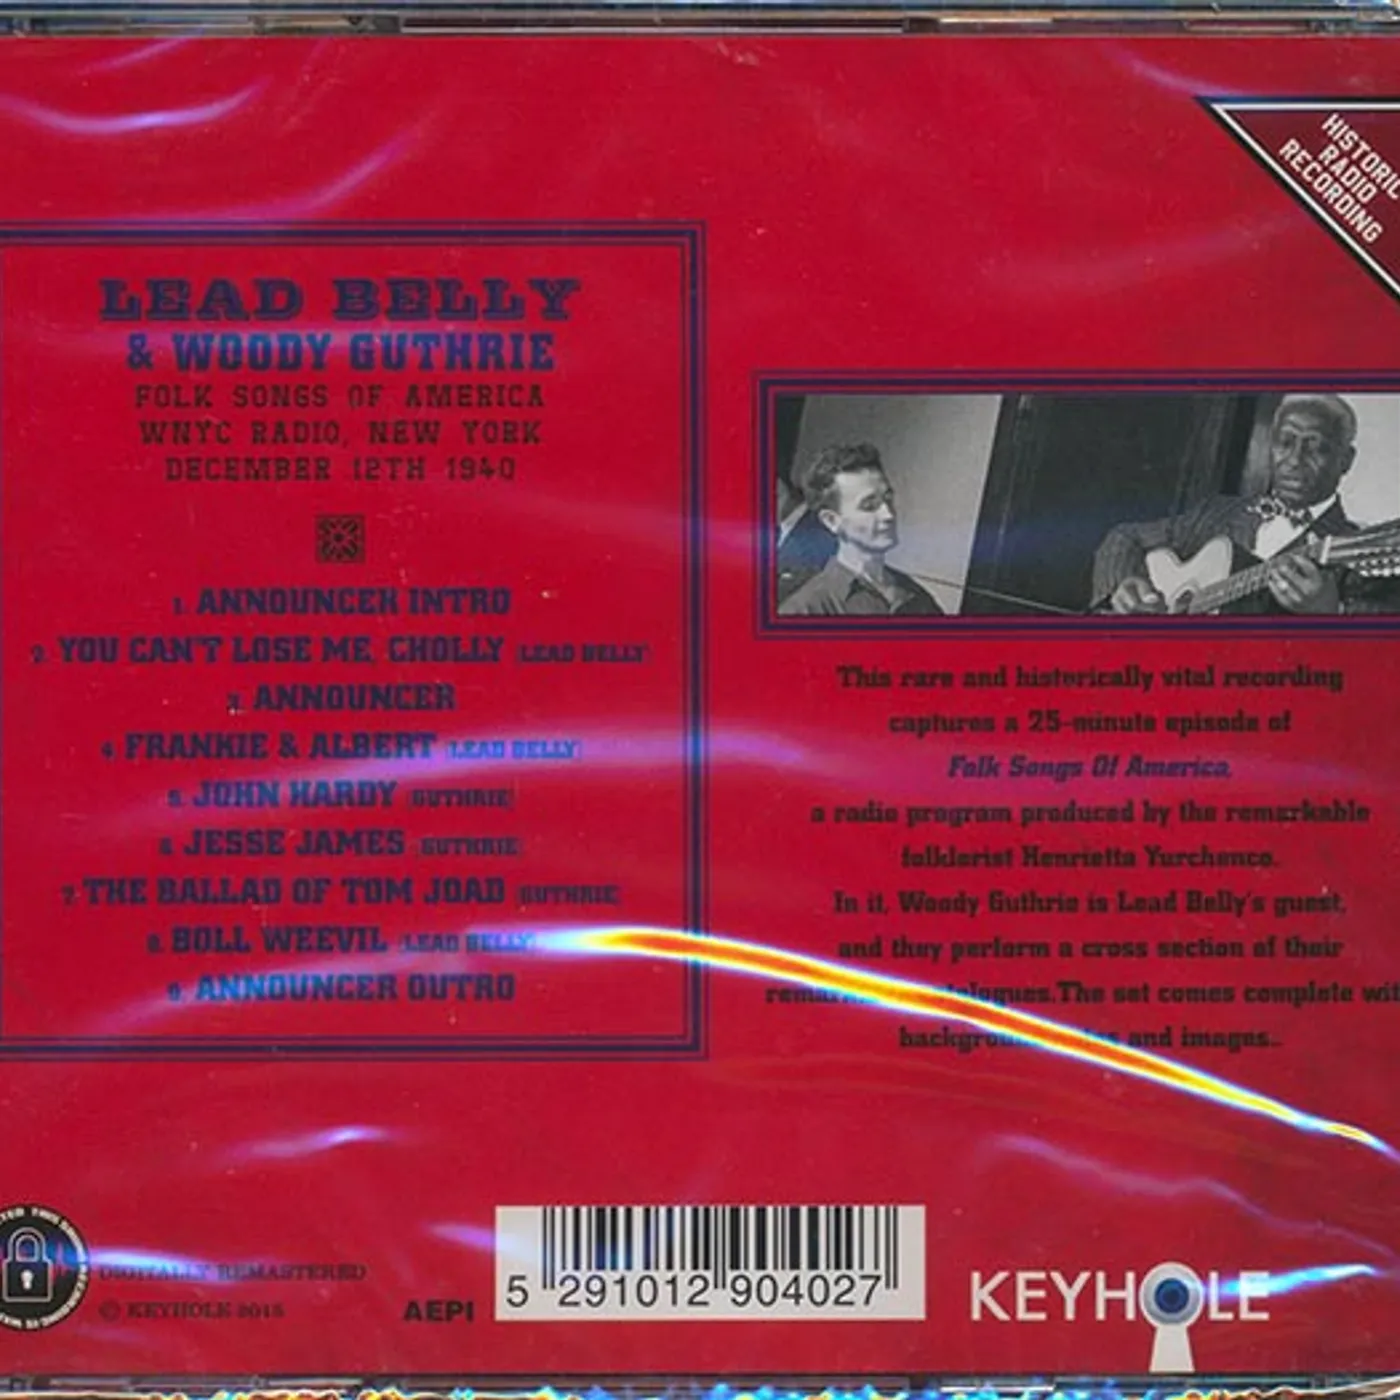 HISTORIC
RADIO
RECORDING
LEAD BELLY
& WOODY GUTHRIE
FOLK SONGS OF AMERICA
WNYC RADIO, NEW YORK
DECEMBER 12TH 1940
1. ANNOUNCER INTRO
2. YOU CAN'T LOSE ME, CHOLLY (LEAD BELLY)
3. ANNOUNCER
4. FRANKIE & ALBERT (LEAD BELLY)
5. JOHN HARDY (GUTHRIE)
6. JESSE JAMES (GUTHRIE)
7. THE BALLAD OF TOM JOAD (GUTHRIE)
8. BOLL WEEVIL (LEAD BELLY)
9. ANNOUNCER OUTRO
This rare and historically vital recording
captures a 25-minute episode of
Folk Songs Of America,
a radio program produced by the remarkable
folklorist Henrietta Yurchenco.
In it, Woody Guthrie is Lead Belly's guest,
and they perform a cross section of their
The set comes complete
and images..
DIGITALLY REMASTERED
© KEYHOLE 2015
AEPI
5 291012 904027
KEYHOLE